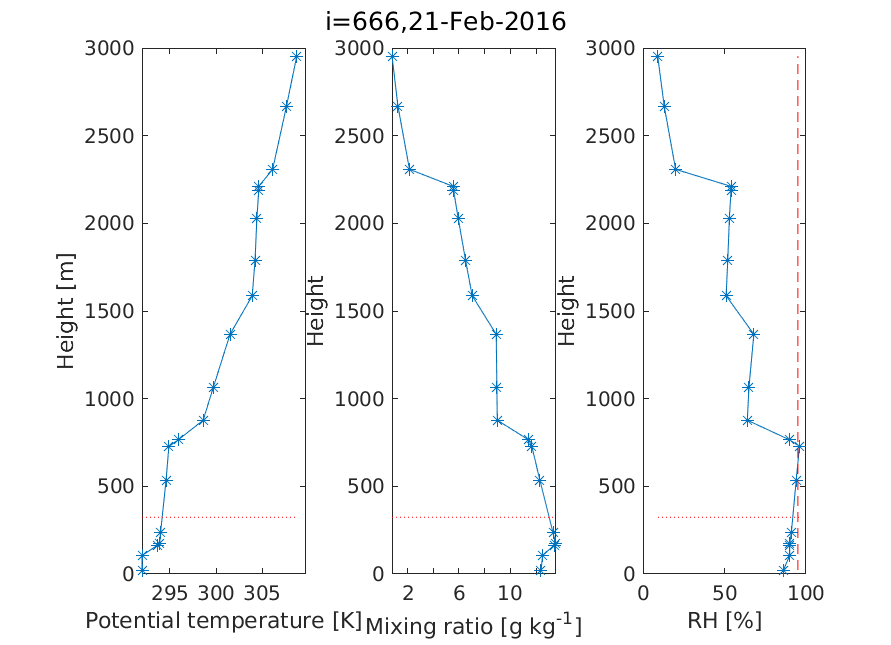 i=666,21-Feb-2016
3000
2500
2000
1500
1000
500
0
Height [m]
295 300 305
Potential temperature [K]
3000
2500
2000
1500
1000
500
0
Height
2 6 10
Mixing ratio [g kg-1]
3000
2500
2000
1500
1000
500
0
Height
0 50 100
RH [%]